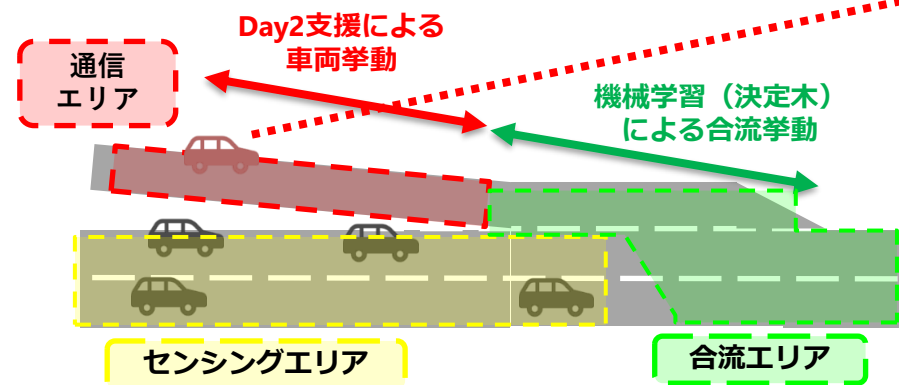 Day2支援による
車両挙動
通信
エリア
機械学習（決定木）
による合流挙動
センシングエリア
合流エリア